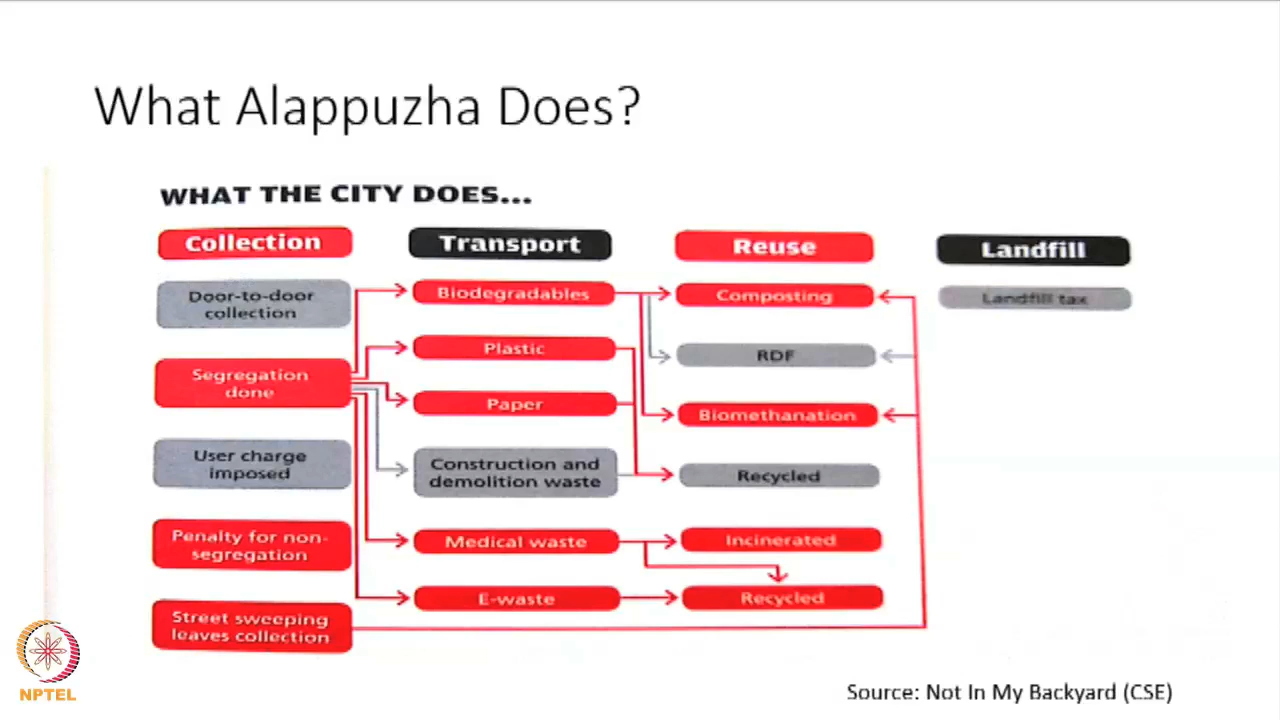 What Alappuzha Does?
WHAT THE CITY DOES...
Collection
Transport
Reuse
Landfill
Door-to-door
collection
Segregation
done
User charge
imposed
Penalty for non-
segregation
Street sweeping
leaves collection
Biodegradables
Plastic
Paper
Construction and
demolition waste
Medical waste
E-waste
Composting
RDF
Biomethanation
Recycled
Incinerated
Recycled
Landfill tax
NPTEL
Source: Not In My Backyard (CSE)